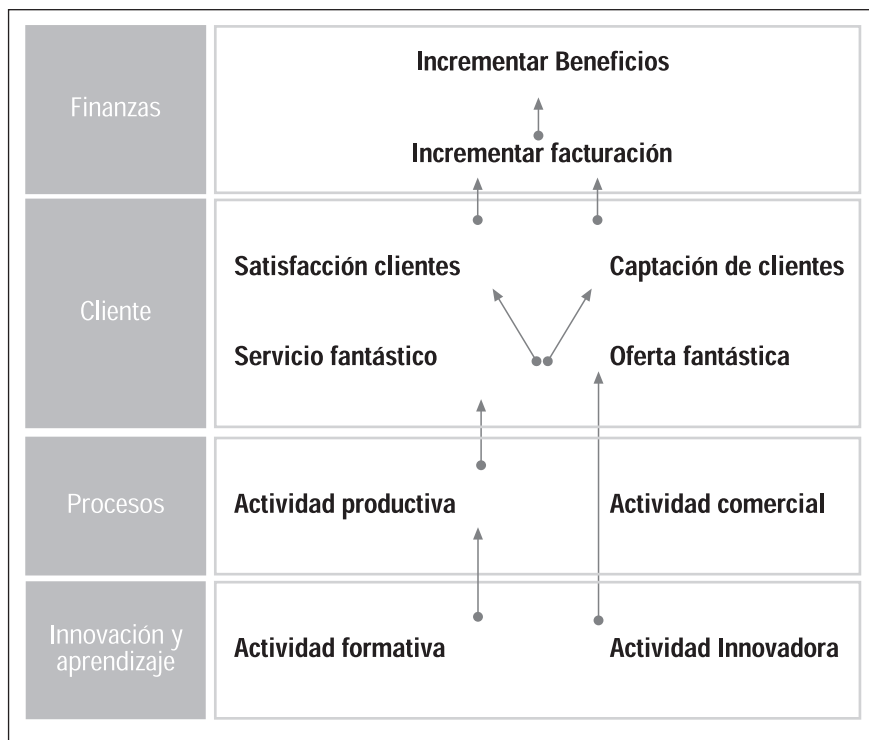 Finanzas
Incrementar Beneficios
Incrementar facturación
Cliente
Satisfacción clientes
Captación de clientes
Servicio fantástico
Oferta fantástica
Procesos
Actividad productiva
Actividad comercial
Innovación y
aprendizaje
Actividad formativa
Actividad Innovadora